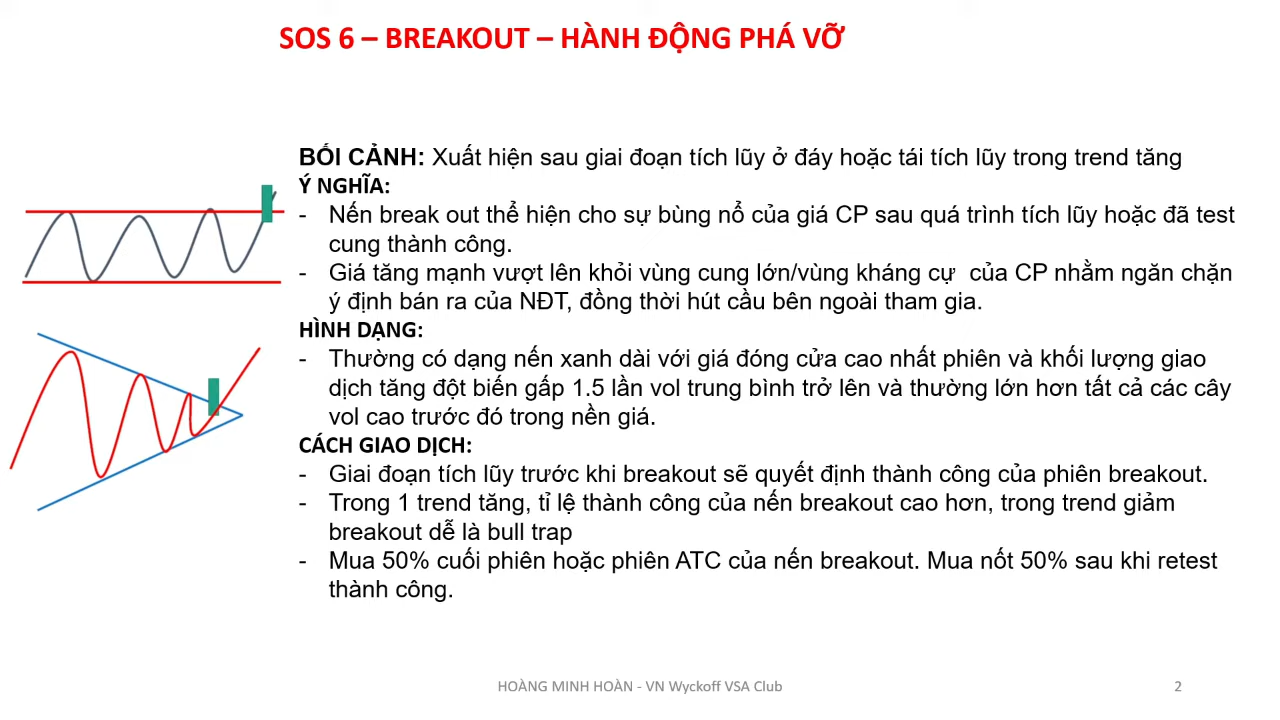 SOS 6 – BREAKOUT – HÀNH ĐỘNG PHÁ VỠ
BỐI CẢNH: Xuất hiện sau giai đoạn tích lũy ở đáy hoặc tái tích lũy trong trend tăng
Ý NGHĨA:
- Nến break out thể hiện cho sự bùng nổ của giá CP sau quá trình tích lũy hoặc đã test
cung thành công.
- Giá tăng mạnh vượt lên khỏi vùng cung lớn/vùng kháng cự của CP nhằm ngăn chặn
ý định bán ra của NĐT, đồng thời hút cầu bên ngoài tham gia.
HÌNH DẠNG:
- Thường có dạng nến xanh dài với giá đóng cửa cao nhất phiên và khối lượng giao
dịch tăng đột biến gấp 1.5 lần vol trung bình trở lên và thường lớn hơn tất cả các cây
vol cao trước đó trong nền giá.
CÁCH GIAO DỊCH:
- Giai đoạn tích lũy trước khi breakout sẽ quyết định thành công của phiên breakout.
- Trong 1 trend tăng, tỉ lệ thành công của nến breakout cao hơn, trong trend giảm
breakout dễ là bull trap
- Mua 50% cuối phiên hoặc phiên ATC của nến breakout. Mua nốt 50% sau khi retest
thành công.
HOÀNG MINH HOÀN - VN Wyckoff VSA Club
2